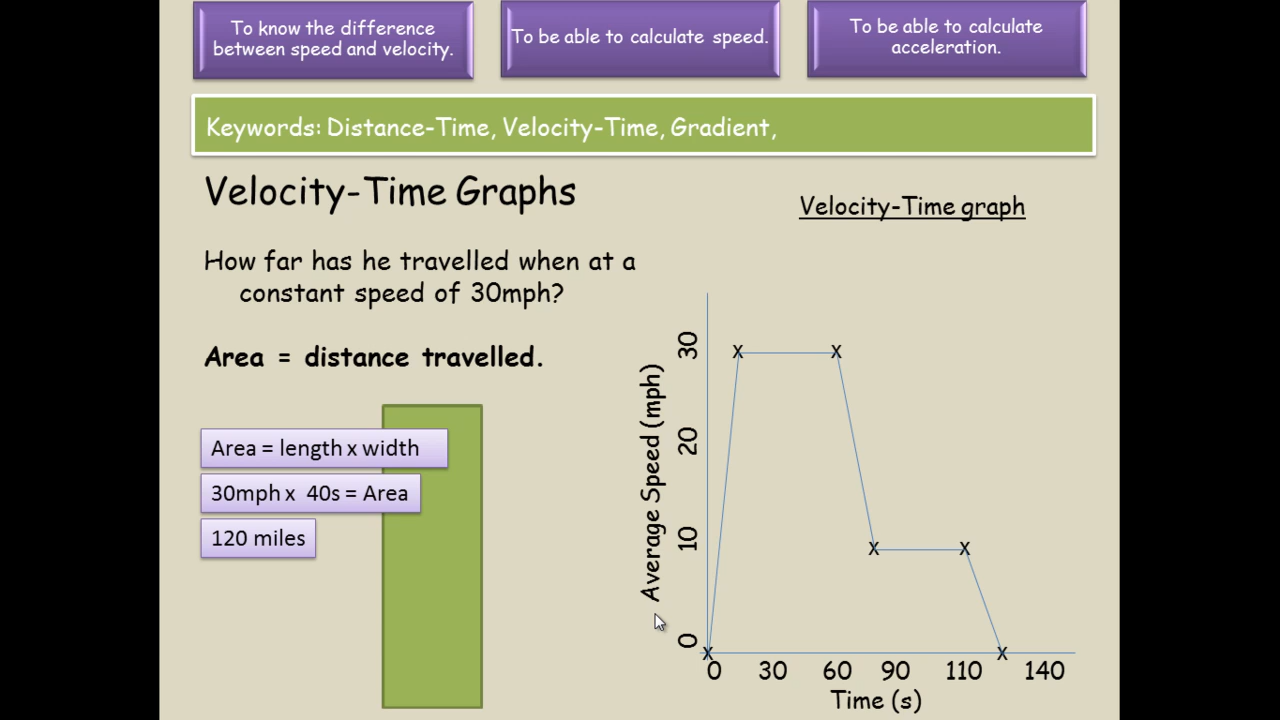 To know the difference
between speed and velocity.
To be able to calculate speed.
To be able to calculate
acceleration.
Keywords: Distance-Time, Velocity-Time, Gradient,
Velocity-Time Graphs
Velocity-Time graph
How far has he travelled when at a
constant speed of 30mph?
Area = distance travelled.
Area = length x width
30mph x 40s = Area
120 miles
Average Speed (mph)
30
20
10
0
X X
X X
X X
0 30 60 90 110 140
Time (s)